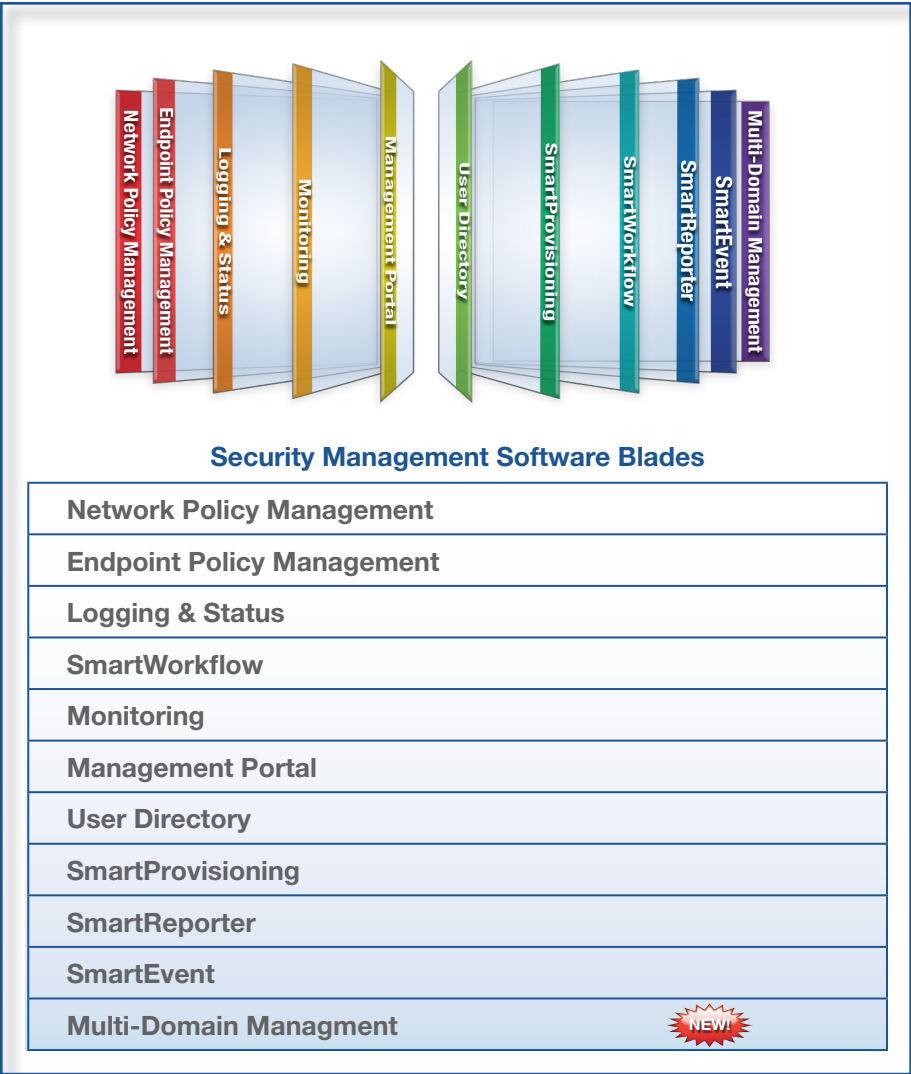 Network Policy Management
Endpoint Policy Management
Logging & Status
Monitoring
Management Portal
User Directory
SmartProvisioning
SmartWorkflow
SmartReporter
SmartEvent
Multi-Domain Management
Security Management Software Blades
Network Policy Management
Endpoint Policy Management
Logging & Status
SmartWorkflow
Monitoring
Management Portal
User Directory
SmartProvisioning
SmartReporter
SmartEvent
Multi-Domain Managment
NEW!